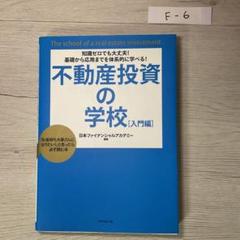 F-6
The school of a real estate investment
知識ゼロでも大丈夫!
基礎から応用までを体系的に学べる!
不動産投資
の
学校[入門編]
日本ファイナンシャルアカデミー